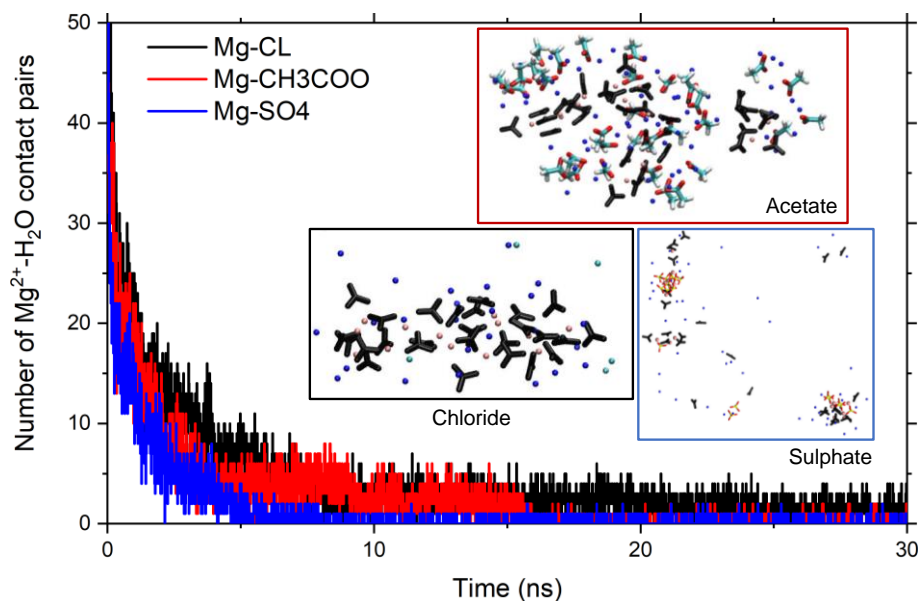 50
40
30
20
10
0
Number of Mg2+-H2O contact pairs
Mg-CL
Mg-CH3COO
Mg-SO4
Acetate
Chloride
Sulphate
0
10
20
30
Time (ns)